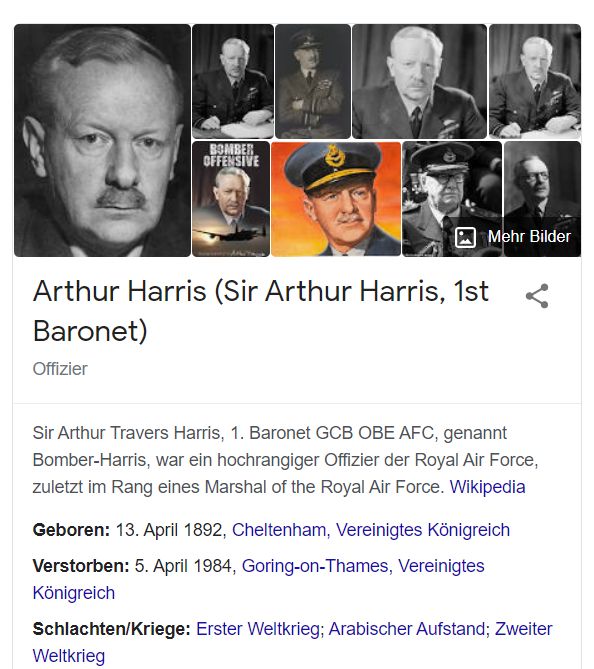 BOMBER
OFFENSIVE
Mehr Bilder
Arthur Harris (Sir Arthur Harris, 1st
Baronet)
Offizier
Sir Arthur Travers Harris, 1. Baronet GCB OBE AFC, genannt
Bomber-Harris, war ein hochrangiger Offizier der Royal Air Force,
zuletzt im Rang eines Marshal of the Royal Air Force. Wikipedia
Geboren: 13. April 1892, Cheltenham, Vereinigtes Königreich
Verstorben: 5. April 1984, Goring-on-Thames, Vereinigtes
Königreich
Schlachten/Kriege: Erster Weltkrieg; Arabischer Aufstand; Zweiter
Weltkrieg